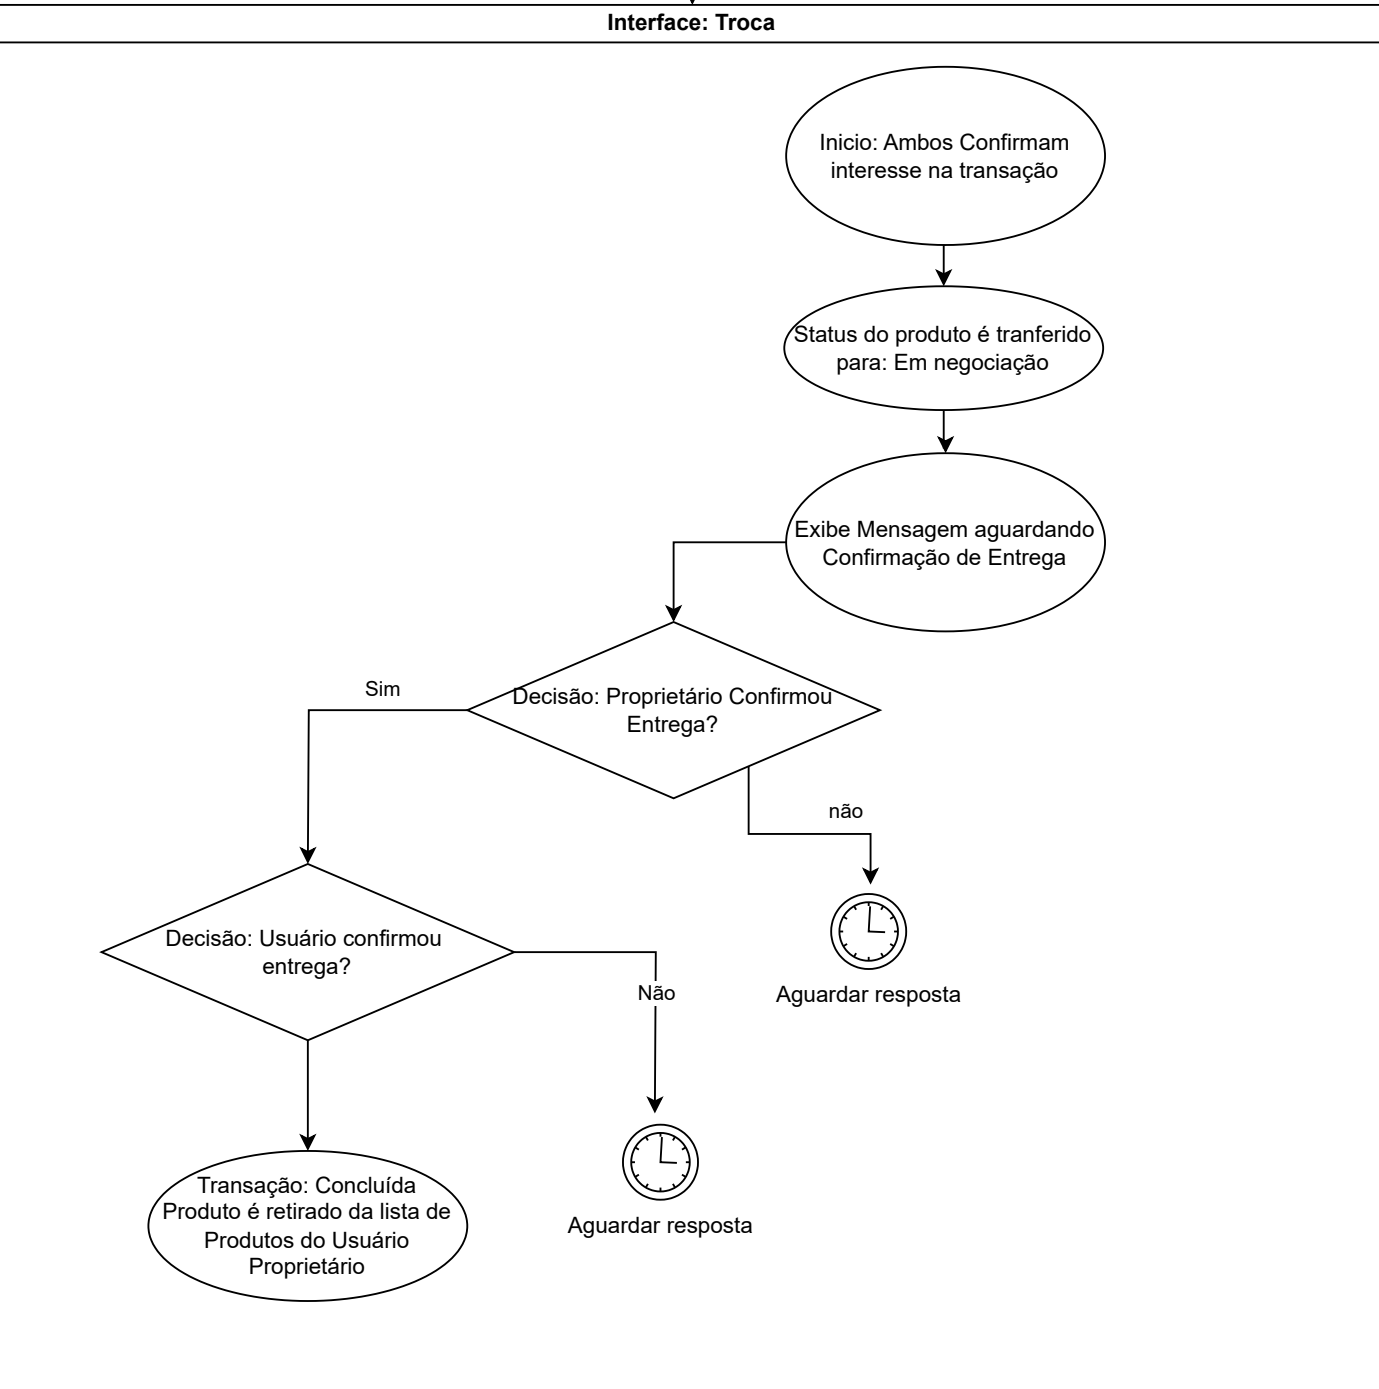 Interface: Troca
Inicio: Ambos Confirmam
interesse na transação
Status do produto é tranferido
para: Em negociação
Exibe Mensagem aguardando
Confirmação de Entrega
Decisão: Proprietário Confirmou
Entrega?
Sim
não
Aguardar resposta
Decisão: Usuário confirmou
entrega?
Não
Aguardar resposta
Transação: Concluída
Produto é retirado da lista de
Produtos do Usuário
Proprietário